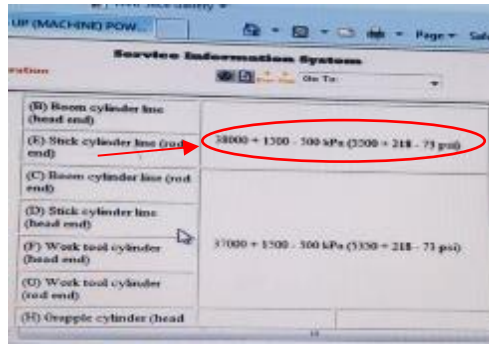 UP (MACHINE) POW...
Page
Service Information System
Go To:
(B) Boom cylinder line
(head end)
(E) Stick cylinder line (rod
end)
38000 + 1500 - 500 kPa (5500 + 218 - 73 psi)
(C) Boom cylinder line (rod
end)
(D) Stick cylinder line
(head end)
(F) Work tool cylinder
(head end)
37000 + 1500 - 500 kPa (5350 + 218 - 73 psi)
(G) Work tool cylinder
(rod end)
(H) Grapple cylinder (head